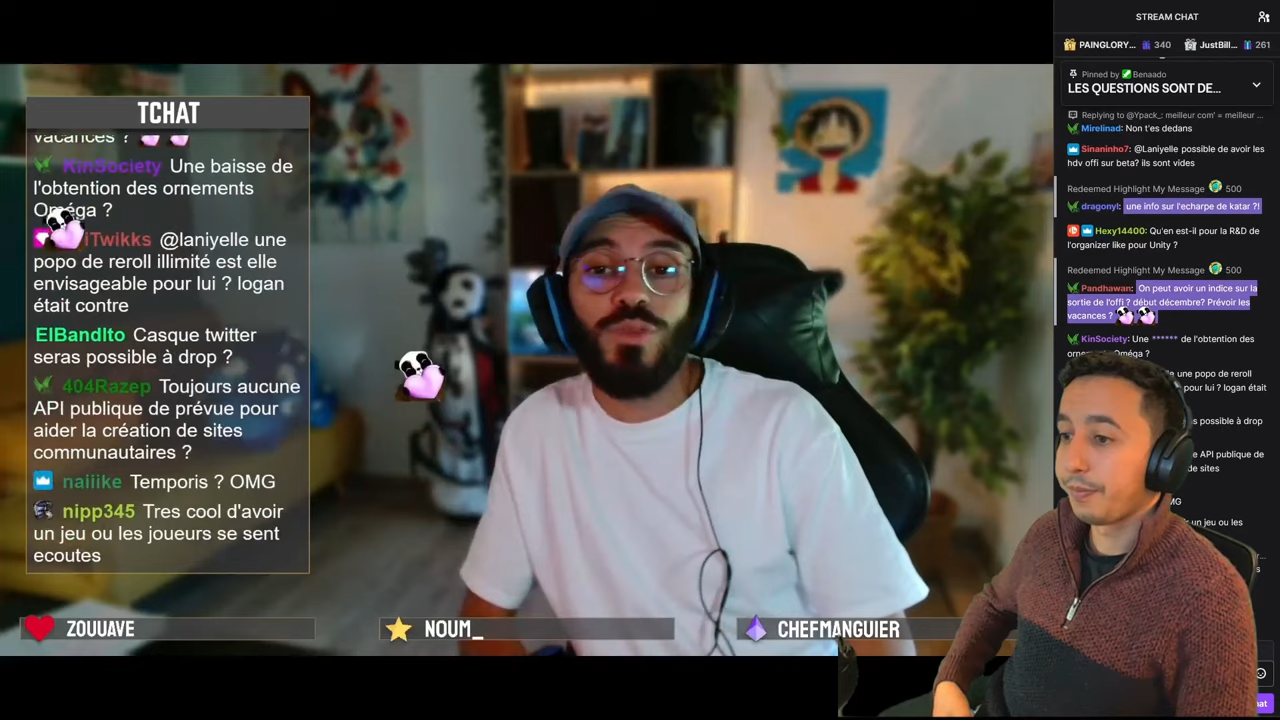 TCHAT
vacances ?
KinSociety Une baisse de
l'obtention des ornements
Oméga ?
iTwikks @laniyelle une
popo de reroll illimité est elle
envisageable pour lui ? logan
était contre
ElBandIto Casque twitter
seras possible à drop ?
404Razep Toujours aucune
API publique de prévue pour
aider la création de sites
communautaires ?
naiiike Temporis ? OMG
nipp345 Tres cool d'avoir
un jeu ou les joueurs se sent
ecoutes
ZOUUAVE
NOUM_
CHEFMANGUIER
STREAM CHAT
PAINGLORY... 340 JustBill... 261
Pinned by Benaado
LES QUESTIONS SONT DE...
Replying to @Ypack_: meilleur com' = meilleur ...
Mirelinad: Non t'es dedans
Sinaninho7: @Laniyelle possible de avoir les
hdv offi sur beta? ils sont
vides
Redeemed Highlight My Message 500
dragonyl: une info sur l'echarpe de katar ?!
Hexy14400: Qu'en est-il pour la R&D de
l'organizer like pour Unity ?
Redeemed Highlight My Message 500
Pandhawan: On peut avoir un indice sur la
sortie de l'offi ? début décembre? Prévoir les
vacances ?
KinSociety: Une ****** de l'obtention des
Oméga ?
une popo de reroll
pour lui ? logan était
possible à drop
API publique de
de sites
un jeu ou les